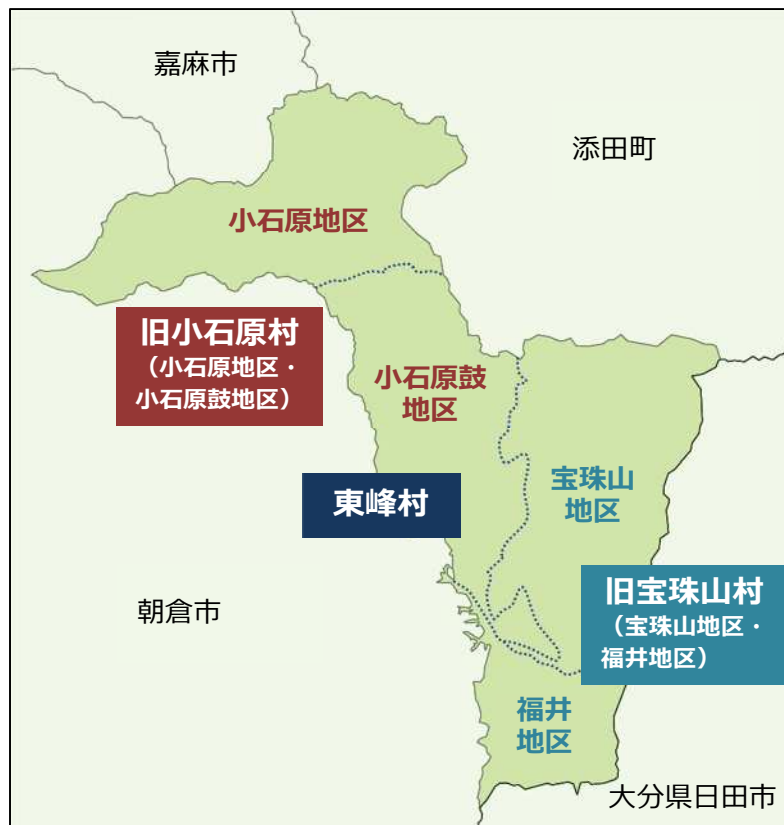 嘉麻市
添田町
小石原地区
旧小石原村
（小石原地区・
小石原鼓地区）
小石原鼓
地区
宝珠山
地区
東峰村
旧宝珠山村
（宝珠山地区・
福井地区）
朝倉市
福井
地区
大分県日田市